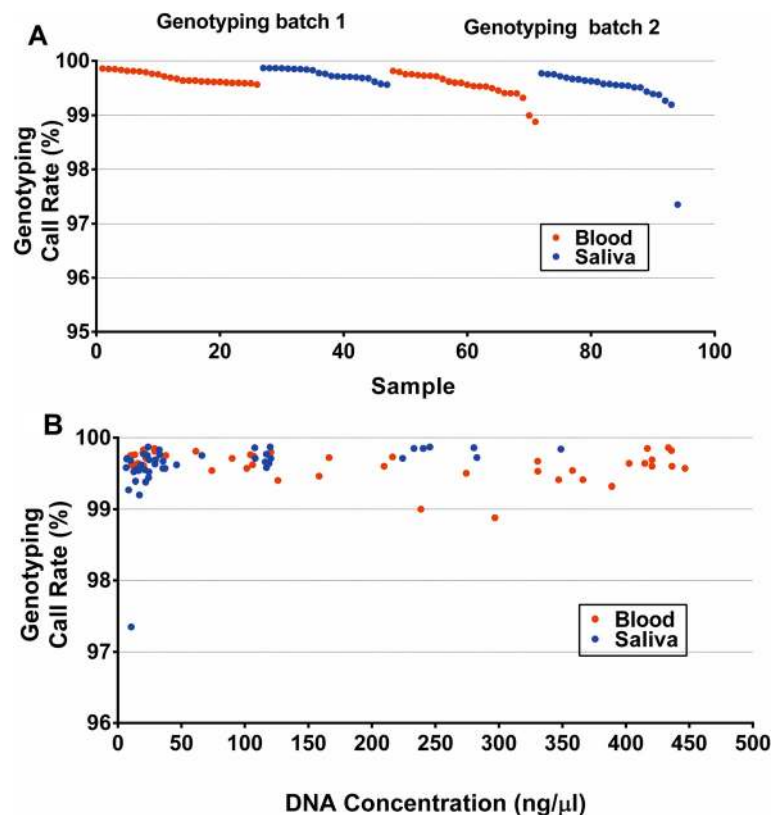 A
Genotyping batch 1
Genotyping batch 2
Genotyping
Call Rate (%)
100
99
98
97
96
95
Blood
Saliva
0
20
40
60
80
100
Sample
B
Genotyping
Call Rate (%)
100
99
98
97
96
Blood
Saliva
0
50
100
150
200
250
300
350
400
450
500
DNA Concentration (ng/µl)